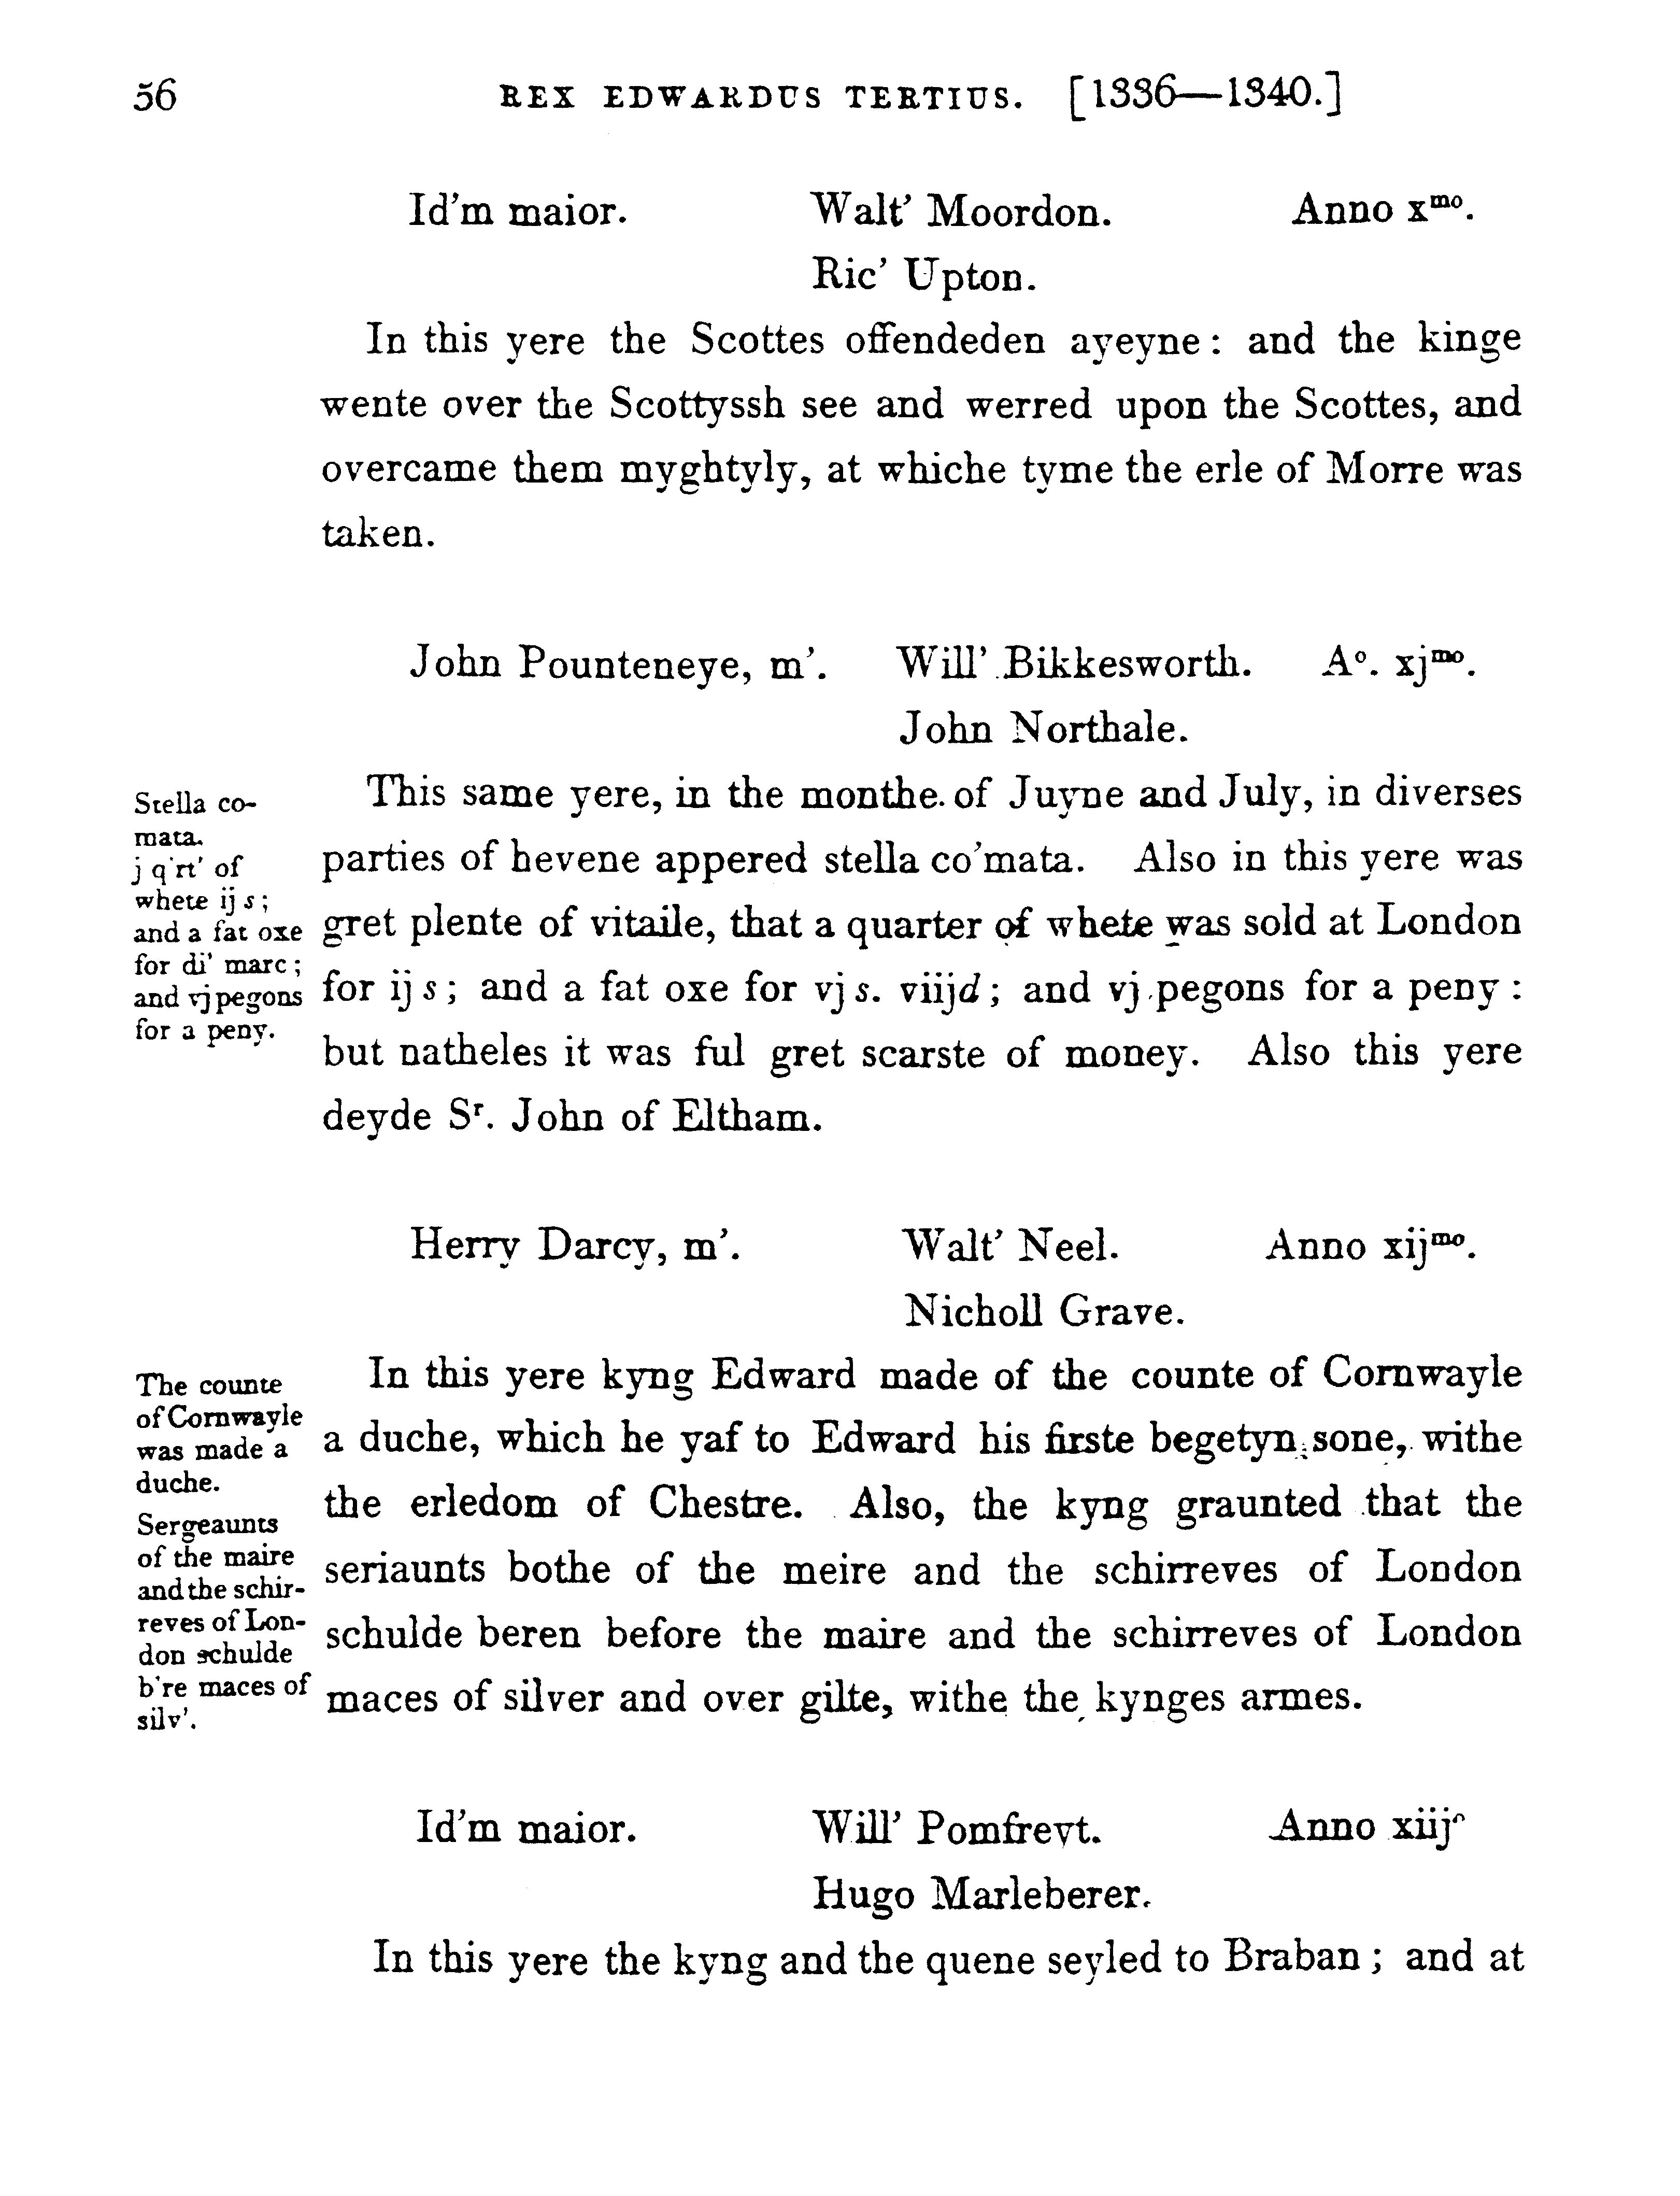 56 REX EDWARDUS TERTIUS. [1336—1340.]
Id'm maior. Walt' Moordon. Anno xᵐᵒ.
Ric' Upton.
In this yere the Scottes offendeden ayeyne: and the kinge
wente over the Scottyssh see and werred upon the Scottes, and
overcame them myghtyly, at whiche tyme the erle of Morre was
taken.
John Pounteneye, m'. Will' Bikkesworth. Aᵒ. xjᵐᵒ.
John Northale.
Stella co-
mata.
j q'rt' of
whete ij s;
and a fat oxe
for di' marc;
and vj pegons
for a peny.
This same yere, in the monthe of Juyne and July, in diverses
parties of hevene appered stella co'mata. Also in this yere was
gret plente of vitaile, that a quarter of whete was sold at London
for ij s; and a fat oxe for vj s. viijd; and vj pegons for a peny:
but natheles it was ful gret scarste of money. Also this yere
deyde Sʳ. John of Eltham.
Herry Darcy, m'. Walt' Neel. Anno xijᵐᵒ.
Nicholl Grave.
The counte
of Cornwayle
was made a
duche.
Sergeaunts
of the maire
and the schir-
reves of Lon-
don schulde
b're maces of
silv'.
In this yere kyng Edward made of the counte of Cornwayle
a duche, which he yaf to Edward his firste begetyn sone, withe
the erledom of Chestre. Also, the kyng graunted that the
seriaunts bothe of the meire and the schirreves of London
schulde beren before the maire and the schirreves of London
maces of silver and over gilte, withe the kynges armes.
Id'm maior. Will' Pomfreyt. Anno xiijᵒ
Hugo Marleberer.
In this yere the kyng and the quene seyled to Braban; and at